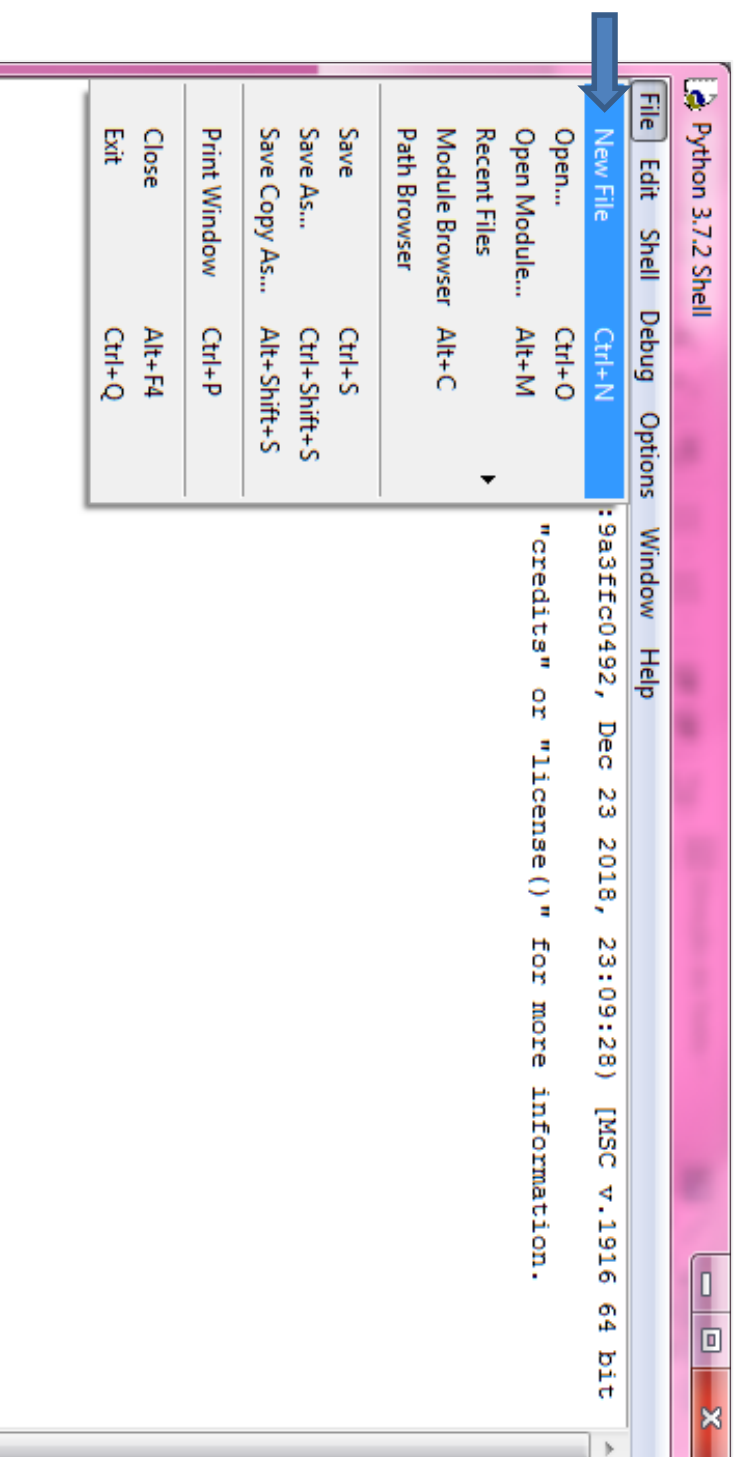 Python 3.7.2 Shell
File Edit Shell Debug Options Window Help
New File Ctrl+N
:9a3ffc0492, Dec 23 2018, 23:09:28) [MSC v.1916 64 bit
Open... Ctrl+O
Open Module... Alt+M
"credits" or "license()" for more information.
Recent Files
Module Browser Alt+C
Path Browser
Save Ctrl+S
Save As... Ctrl+Shift+S
Save Copy As... Alt+Shift+S
Print Window Ctrl+P
Close Alt+F4
Exit Ctrl+Q